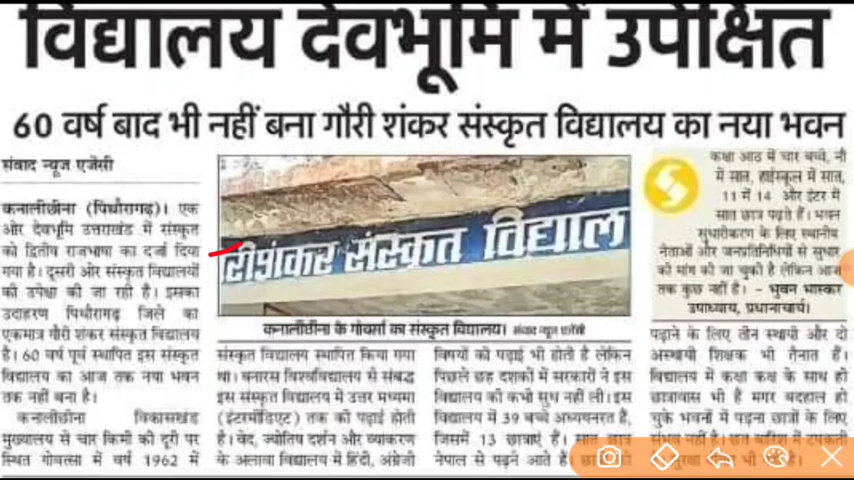 विद्यालय देवभूमि में उपेक्षित
60 वर्ष बाद भी नहीं बना गौरी शंकर संस्कृत विद्यालय का नया भवन
संवाद न्यूज एजेंसी
कनालीछीना (पिथौरागढ़)। एक
ओर देवभूमि उत्तराखंड में संस्कृत
को द्वितीय राजभाषा का दर्जा दिया
गया है। दूसरी ओर संस्कृत विद्यालयों
की उपेक्षा की जा रही है। इसका
उदाहरण पिथौरागढ़ जिले का
एकमात्र गौरी शंकर संस्कृत विद्यालय
है। 60 वर्ष पूर्व स्थापित इस संस्कृत
विद्यालय का आज तक नया भवन
तक नहीं बना है।
कनालीछीना विकासखंड
मुख्यालय से चार किमी की दूरी पर
स्थित गोवत्सा में वर्ष 1962 में
रीशंकर संस्कृत विद्याल
कनालीछीना के गोवर्सा का संस्कृत विद्यालय। संवाद न्यूज एजेंसी
संस्कृत विद्यालय स्थापित किया गया
था। बनारस विश्वविद्यालय से संबद्ध
इस संस्कृत विद्यालय में उत्तर मध्यमा
(इंटरमीडिएट) तक की पढ़ाई होती
है। वेद, ज्योतिष दर्शन और व्याकरण
के अलावा विद्यालय में हिंदी, अंग्रेजी
विषयों की पढ़ाई भी होती है लेकिन
पिछले छह दशकों में सरकारों ने इस
विद्यालय की कभी सुध नहीं ली। इस
विद्यालय में 39 बच्चे अध्ययनरत हैं,
जिसमें 13 छात्राएं हैं। सात छात्र
नेपाल से पढ़ने आते हैं।
कक्षा आठ में चार बच्चे, नौ
में सात, हाईस्कूल में सात,
11 में 14 और इंटर में
सात छात्र पढ़ते हैं। भवन
सुधारीकरण के लिए स्थानीय
नेताओं और जनप्रतिनिधियों से सुधार
की मांग की जा चुकी है लेकिन आज
तक कुछ नहीं है। - भुवन भास्कर
उपाध्याय, प्रधानाचार्य।
पढ़ाने के लिए तीन स्थायी और दो
अस्थायी शिक्षक भी तैनात हैं।
विद्यालय में कक्षा कक्ष के साथ ही
छात्रावास भी है मगर बदहाल हो
चुके भवनों में पढ़ना छात्रों के लिए
संभव नहीं है। छत बारिश में टपकती